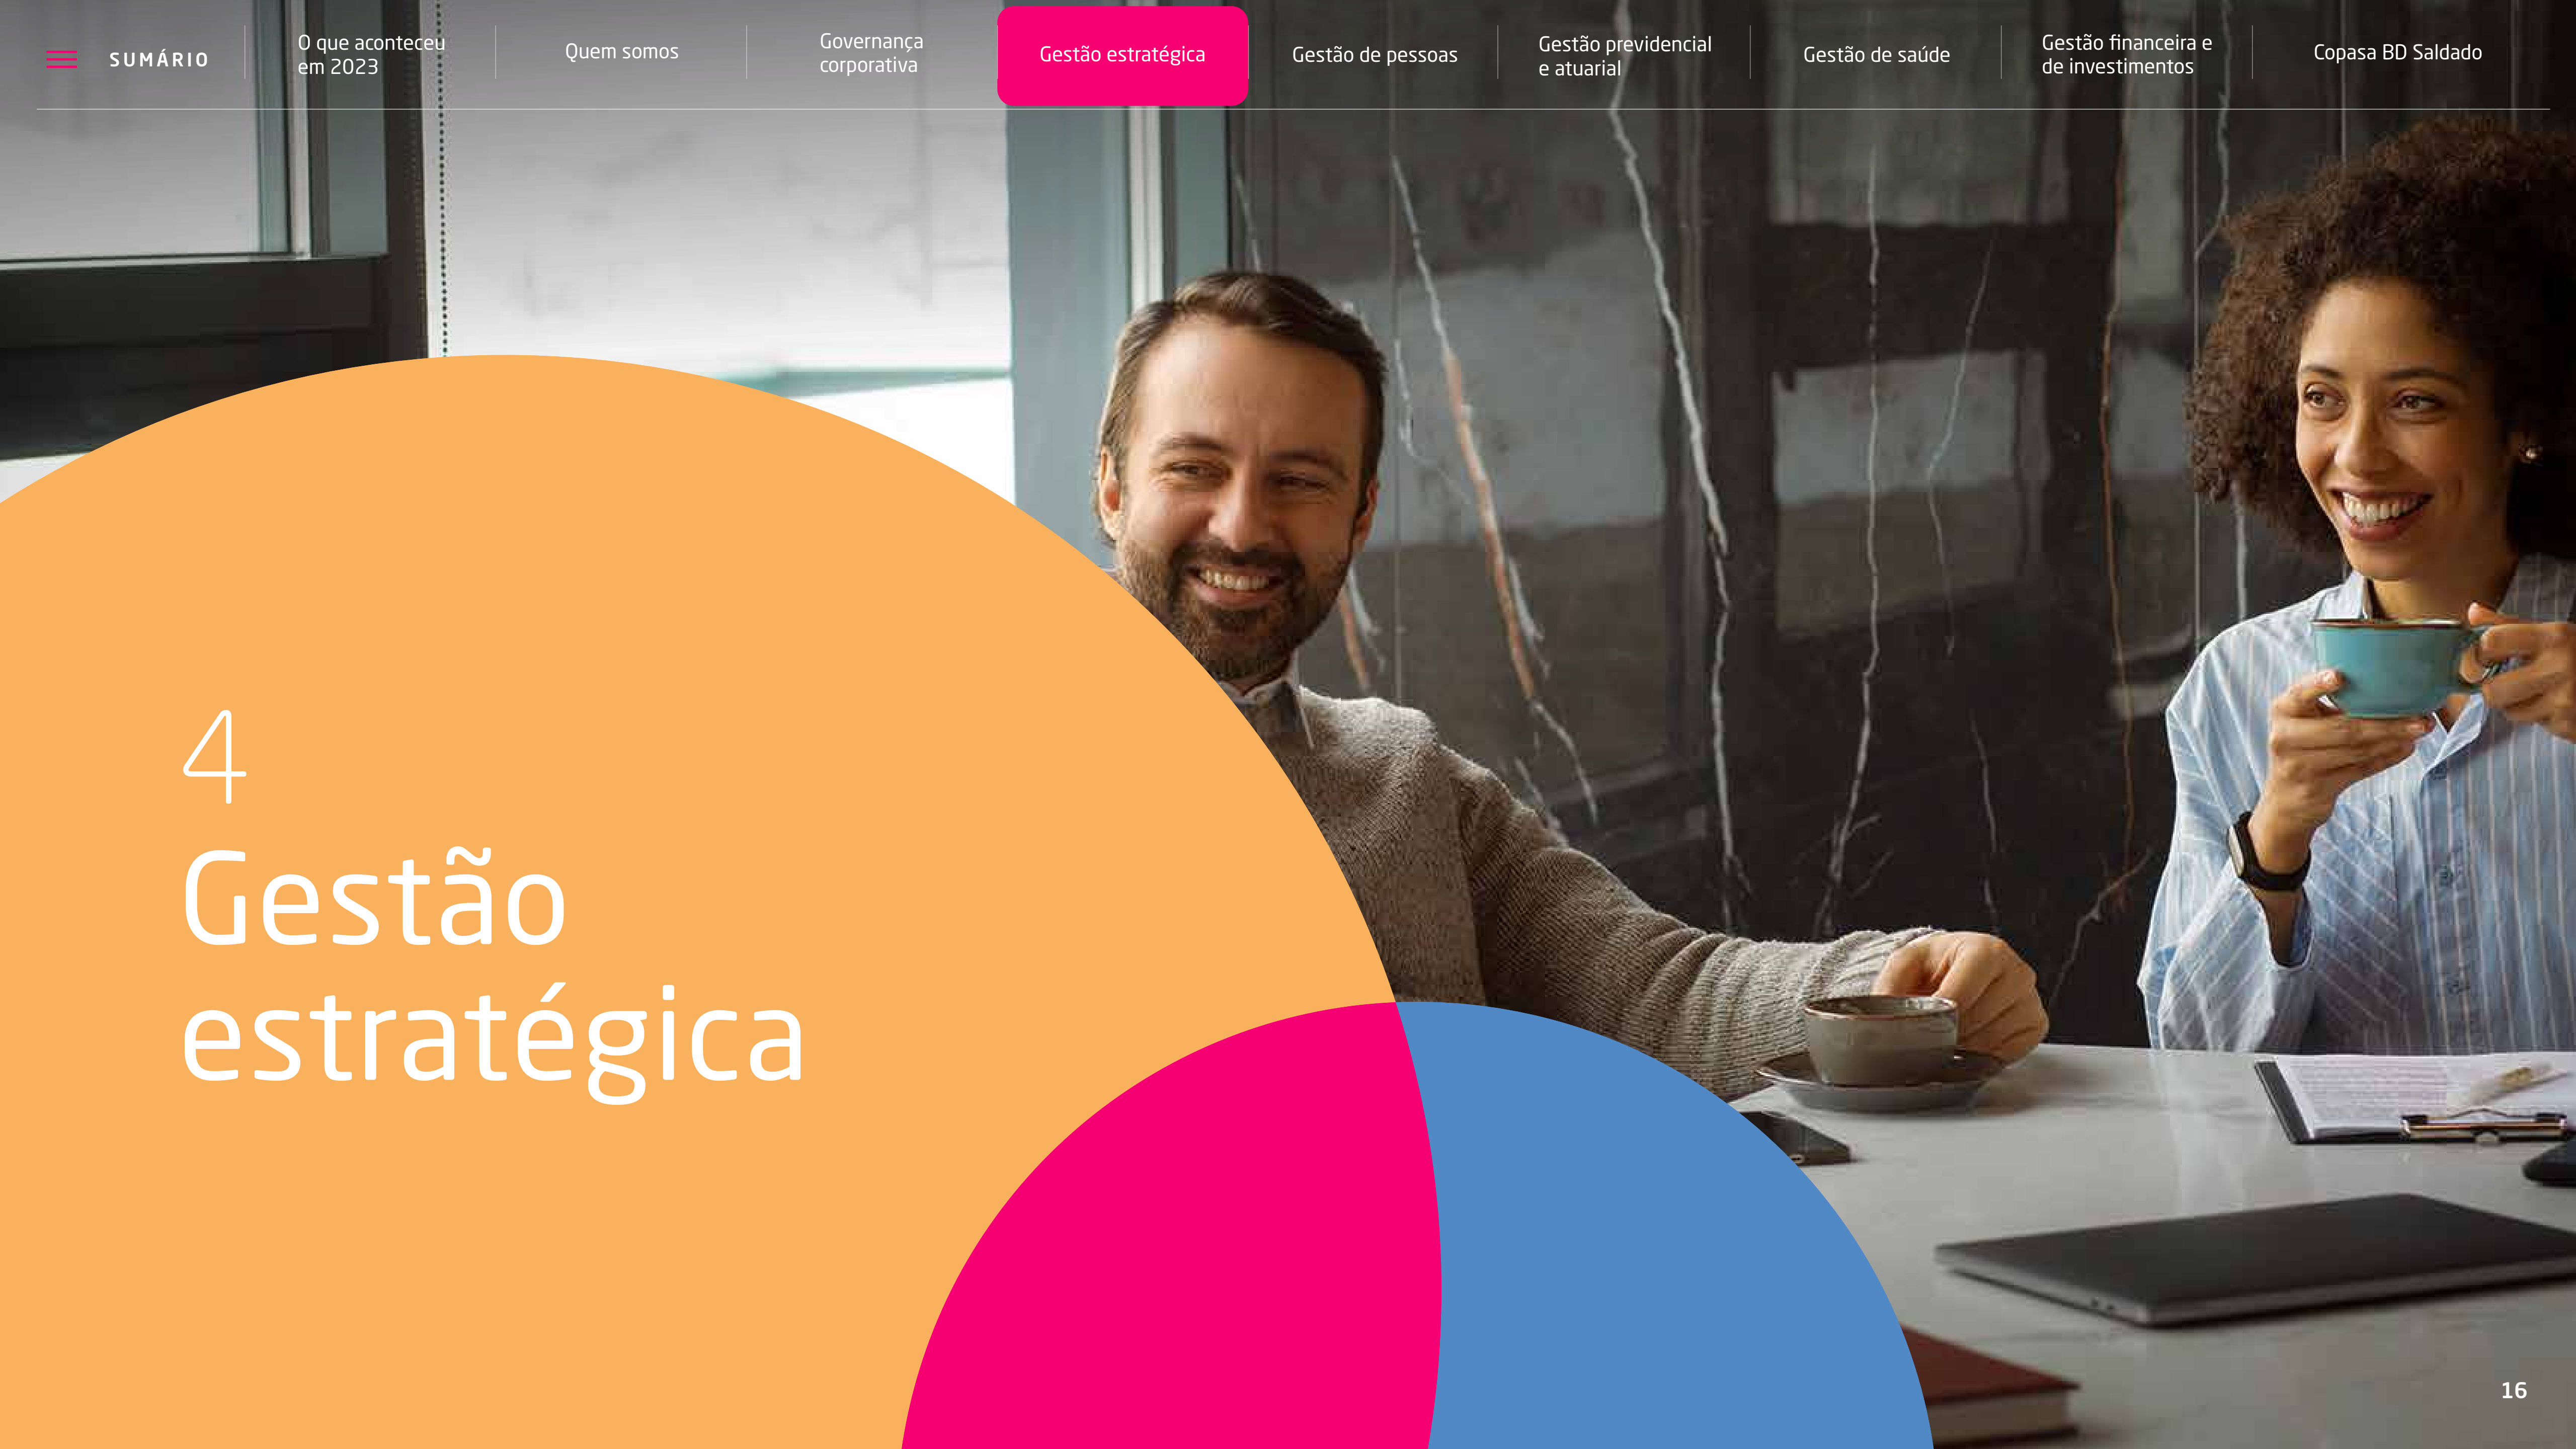 SUMÁRIO
O que aconteceu
em 2023
Quem somos
Governança
corporativa
Gestão estratégica
Gestão de pessoas
Gestão previdencial
e atuarial
Gestão de saúde
Gestão financeira e
de investimentos
Copasa BD Saldado
4
Gestão
estratégica
16